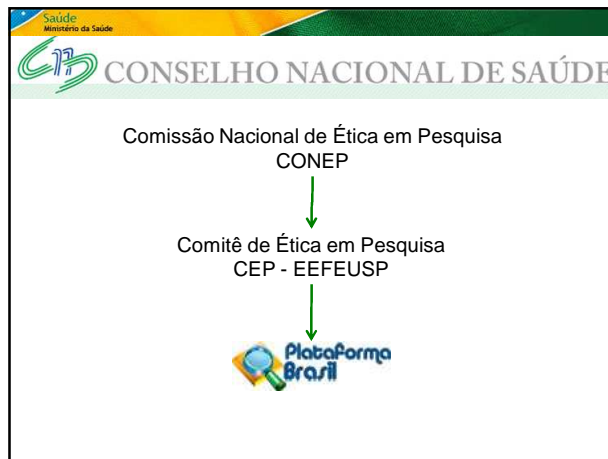 Saúde
Ministério da Saúde
CNS CONSELHO NACIONAL DE SAÚDE
Comissão Nacional de Ética em Pesquisa
CONEP
Comitê de Ética em Pesquisa
CEP - EEFEUSP
Plataforma
Brasil